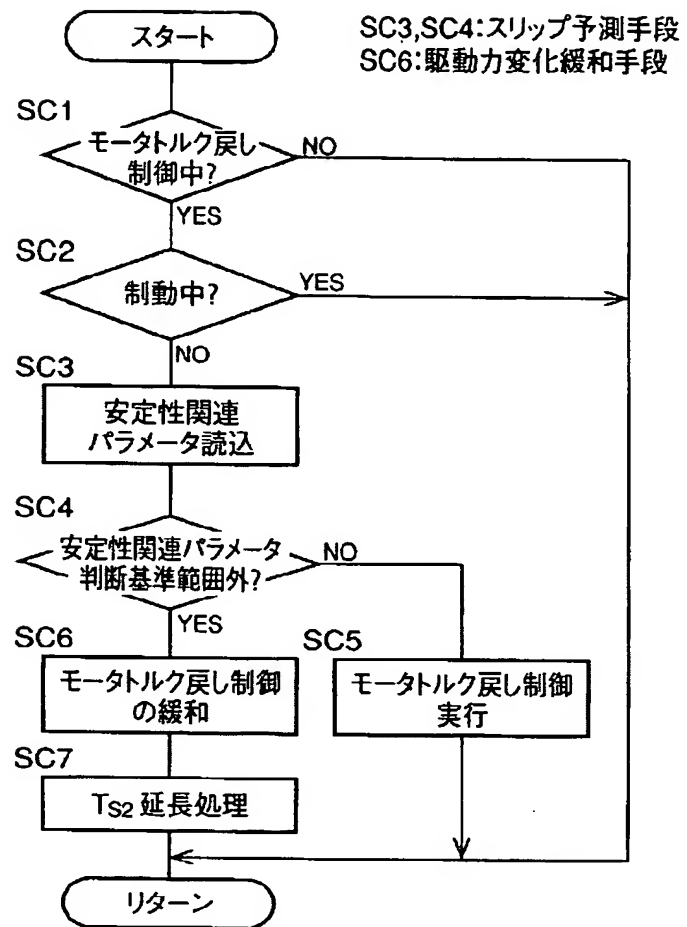 スタート
SC3,SC4:スリップ予測手段
SC6:駆動力変化緩和手段
SC1
モータトルク戻し
制御中?
NO
YES
SC2
制動中?
YES
NO
SC3
安定性関連
パラメータ読込
SC4
安定性関連パラメータ
判断基準範囲外?
NO
YES
SC6
モータトルク戻し制御
の緩和
SC5
モータトルク戻し制御
実行
SC7
TS2 延長処理
リターン